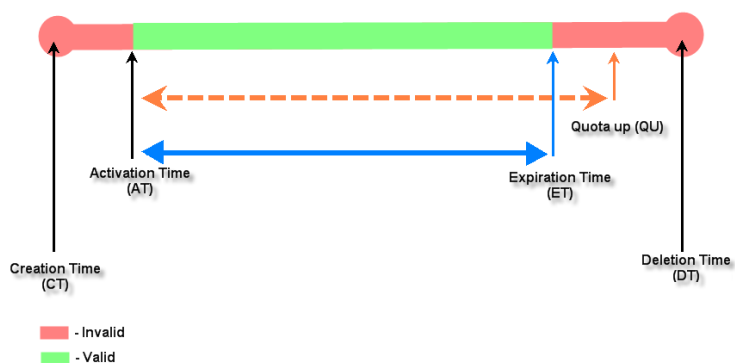 Quota up (QU)
Activation Time
(AT)
Expiration Time
(ET)
Creation Time
(CT)
Deletion Time
(DT)
- Invalid
- Valid